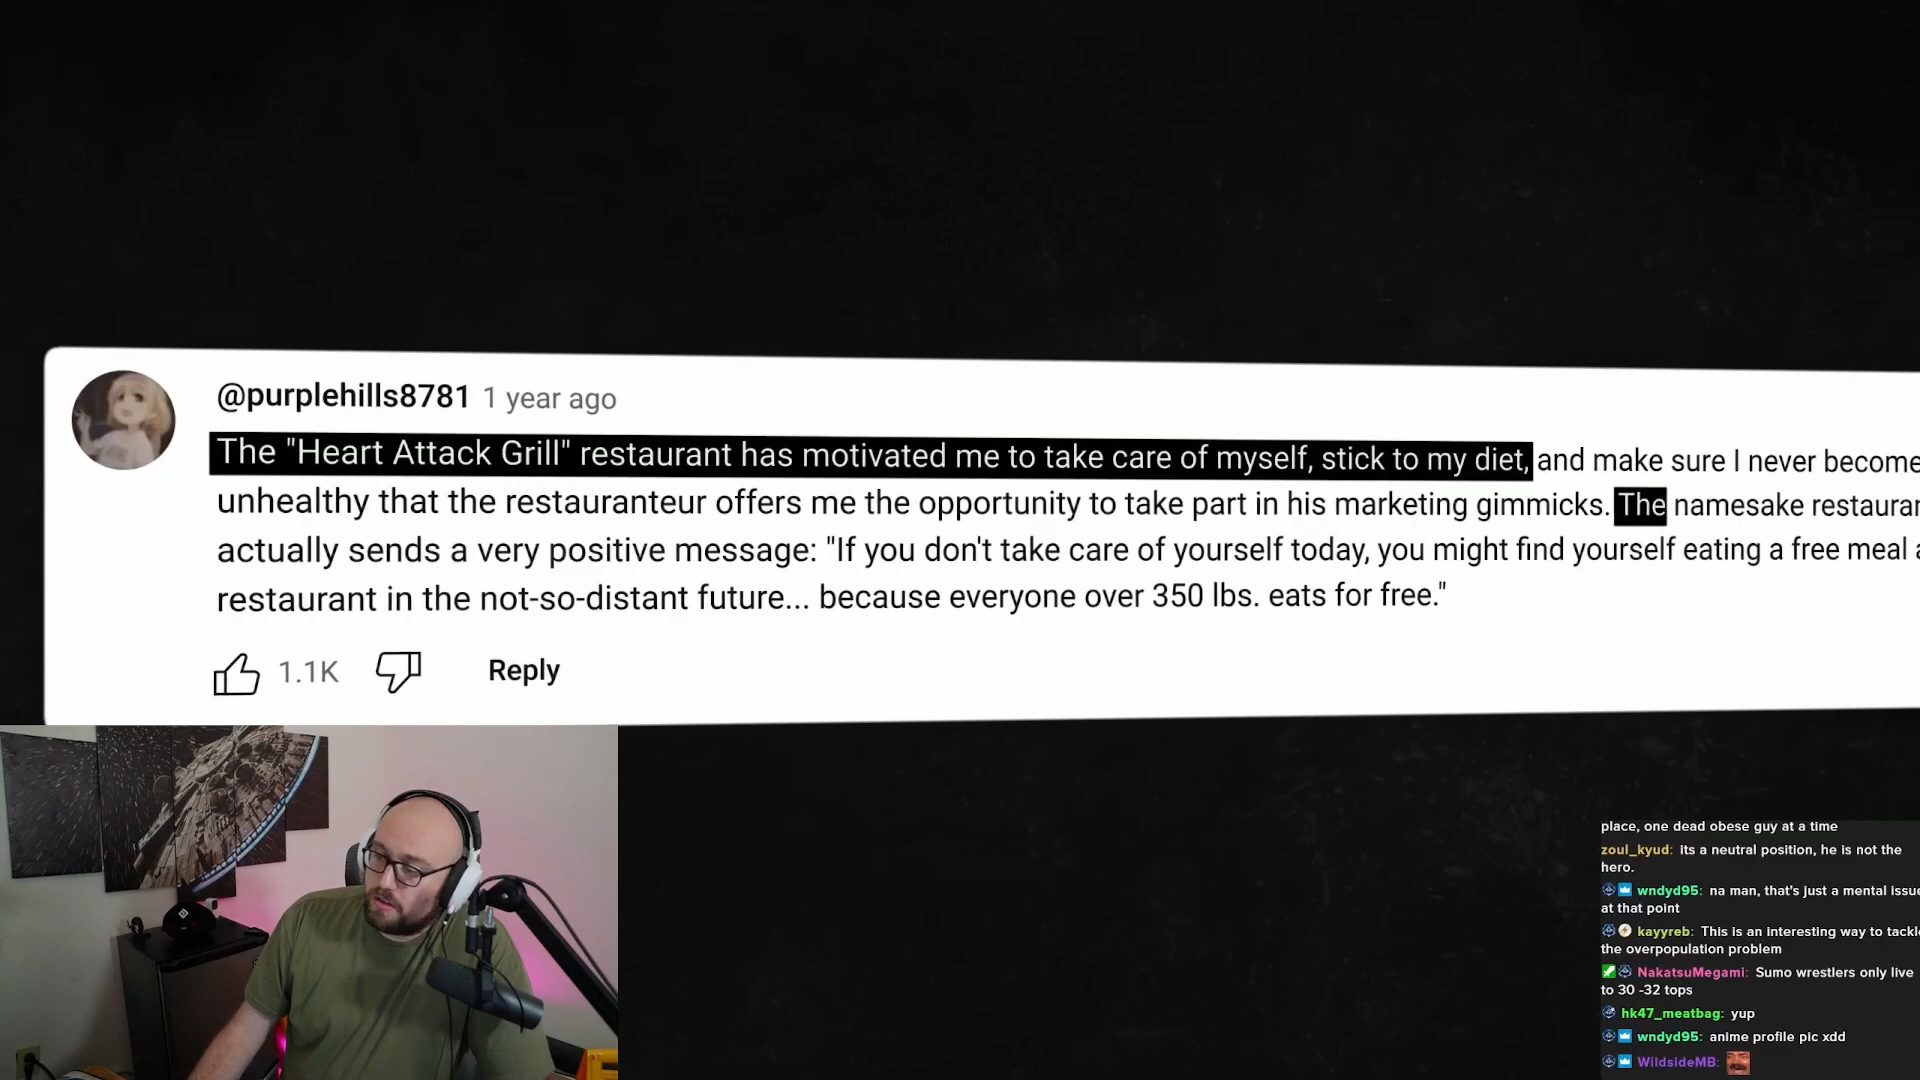 @purplehills8781 1 year ago
The "Heart Attack Grill" restaurant has motivated me to take care of myself, stick to my diet, and make sure I never become
unhealthy that the restauranteur offers me the opportunity to take part in his marketing gimmicks. The namesake restauran
actually sends a very positive message: "If you don't take care of yourself today, you might find yourself eating a free meal a
restaurant in the not-so-distant future... because everyone over 350 lbs. eats for free."
1.1K Reply
place, one dead obese guy at a time
zoul_kyud: its a neutral position, he is not the
hero.
wndyd95: na man, that's just a mental issue
at that point
kayyreb: This is an interesting way to tackle
the overpopulation problem
NakatsuMegami: Sumo wrestlers only live
to 30 -32 tops
hk47_meatbag: yup
wndyd95: anime profile pic xdd
WildsideMB: